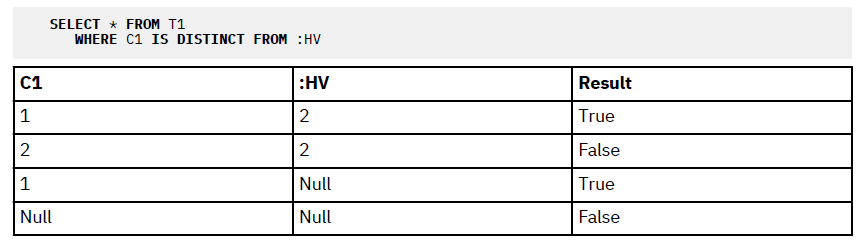 SELECT * FROM T1
WHERE C1 IS DISTINCT FROM :HV
C1 :HV Result
1 2 True
2 2 False
1 Null True
Null Null False